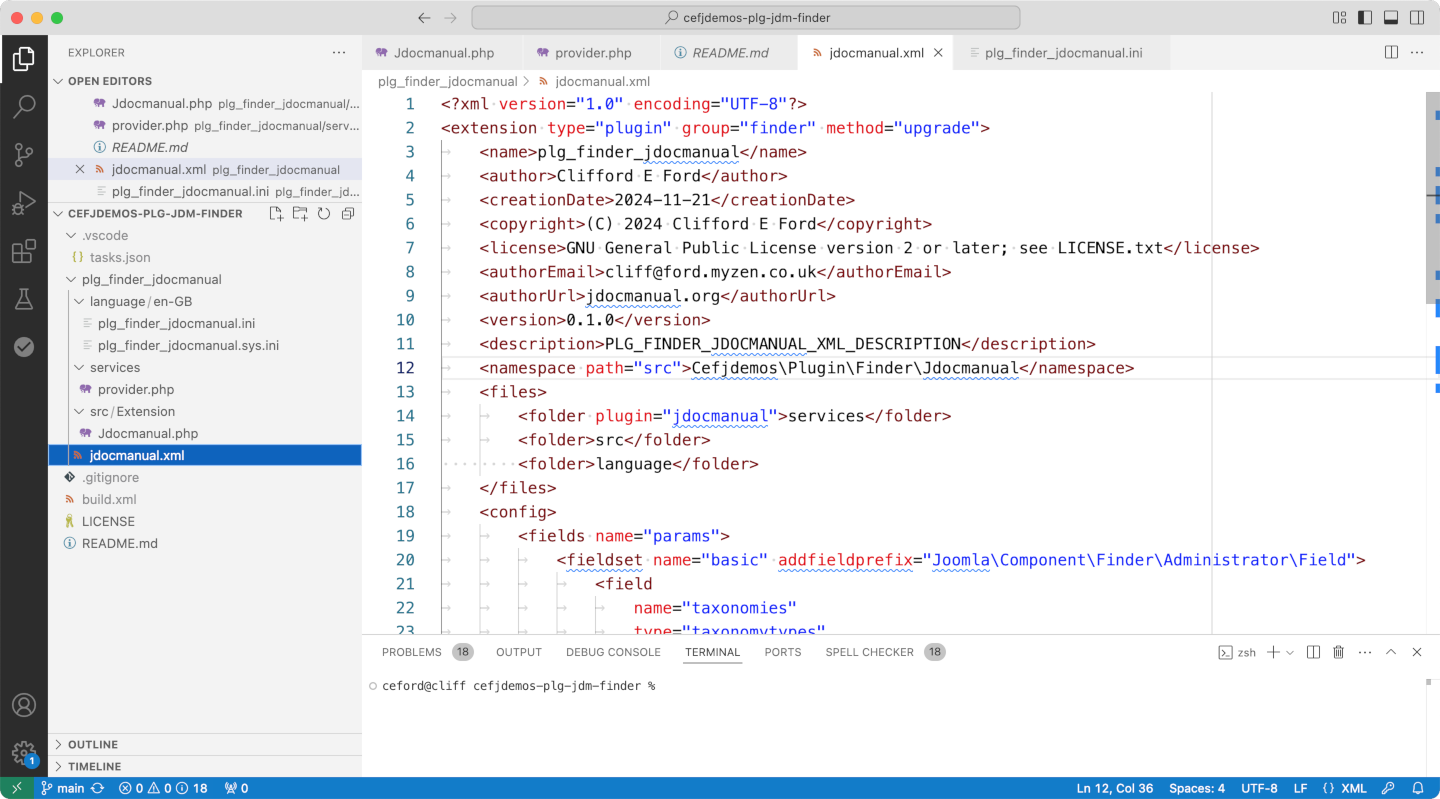 cefjdemos-plg-jdm-finder
EXPLORER
OPEN EDITORS
Jdocmanual.php plg_finder_jdocmanual/...
provider.php plg_finder_jdocmanual/serv...
README.md
jdocmanual.xml plg_finder_jdocmanual
plg_finder_jdocmanual.ini plg_finder_jd...
CEFJDEMOS-PLG-JDM-FINDER
.vscode
tasks.json
plg_finder_jdocmanual
language/en-GB
plg_finder_jdocmanual.ini
plg_finder_jdocmanual.sys.ini
services
provider.php
src/Extension
Jdocmanual.php
jdocmanual.xml
.gitignore
build.xml
LICENSE
README.md
OUTLINE
TIMELINE
Jdocmanual.php provider.php README.md jdocmanual.xml plg_finder_jdocmanual.ini
plg_finder_jdocmanual > jdocmanual.xml
1 <?xml version="1.0" encoding="UTF-8"?>
2 <extension type="plugin" group="finder" method="upgrade">
3 <name>plg_finder_jdocmanual</name>
4 <author>Clifford E Ford</author>
5 <creationDate>2024-11-21</creationDate>
6 <copyright>(C) 2024 Clifford E Ford</copyright>
7 <license>GNU General Public License version 2 or later; see LICENSE.txt</license>
8 <authorEmail>cliff@ford.myzen.co.uk</authorEmail>
9 <authorUrl>jdocmanual.org</authorUrl>
10 <version>0.1.0</version>
11 <description>PLG_FINDER_JDOCMANUAL_XML_DESCRIPTION</description>
12 <namespace path="src">Cefjdemos\Plugin\Finder\Jdocmanual</namespace>
13 <files>
14 <folder plugin="jdocmanual">services</folder>
15 <folder>src</folder>
16 <folder>language</folder>
17 </files>
18 <config>
19 <fields name="params">
20 <fieldset name="basic" addfieldprefix="Joomla\Component\Finder\Administrator\Field">
21 <field
22 name="taxonomies"
23 type="taxonomytypes"
PROBLEMS 18 OUTPUT DEBUG CONSOLE TERMINAL PORTS SPELL CHECKER 18 zsh
ceford@cliff cefjdemos-plg-jdm-finder %
1
main 0 0 18 0 Ln 12, Col 36 Spaces: 4 UTF-8 LF {} XML